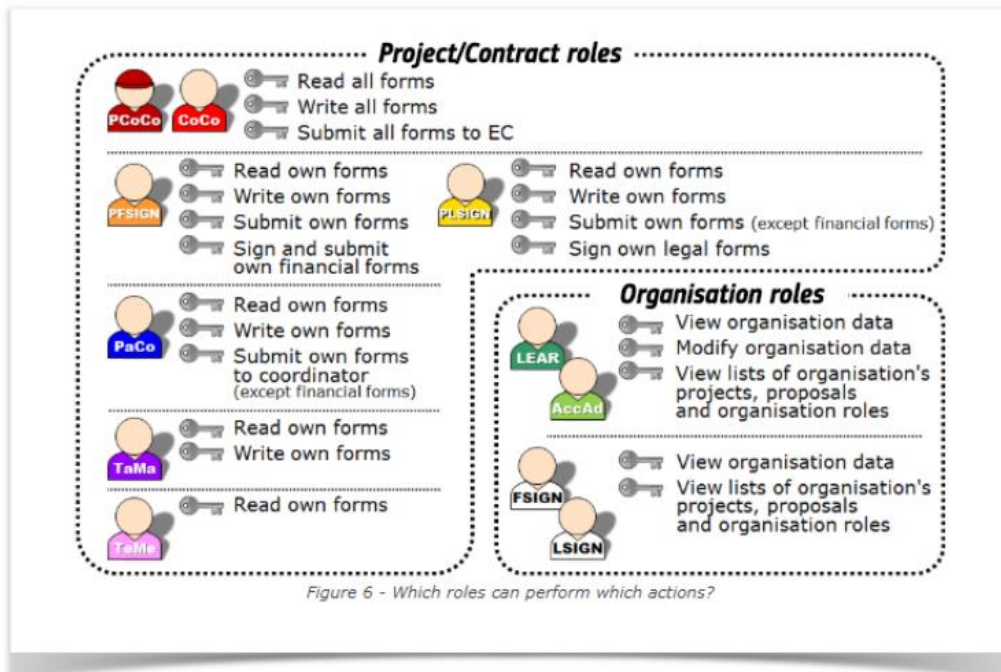 Project/Contract roles
PCoCo
CoCo
Read all forms
Write all forms
Submit all forms to EC
PFSIGN
Read own forms
Write own forms
Submit own forms
Sign and submit
own financial forms
PLSIGN
Read own forms
Write own forms
Submit own forms (except financial forms)
Sign own legal forms
PaCo
Read own forms
Write own forms
Submit own forms
to coordinator
(except financial forms)
TaMa
Read own forms
Write own forms
TeMe
Read own forms
Organisation roles
LEAR
AccAd
View organisation data
Modify organisation data
View lists of organisation's
projects, proposals
and organisation roles
FSIGN
LSIGN
View organisation data
View lists of organisation's
projects, proposals
and organisation roles
Figure 6 - Which roles can perform which actions?